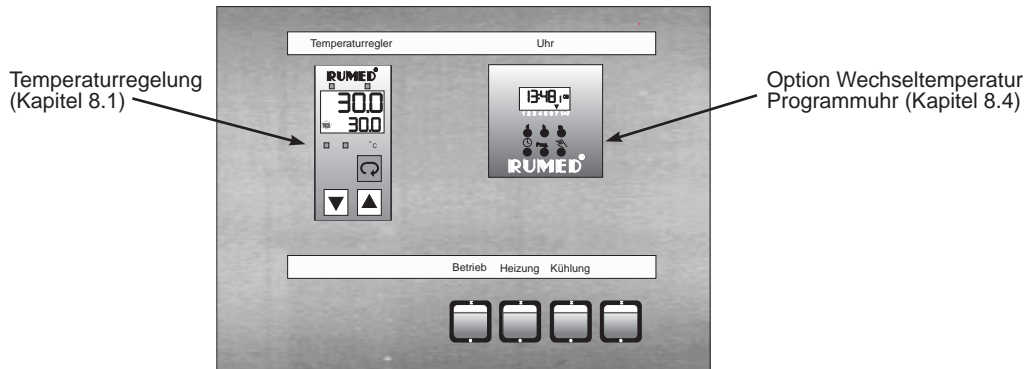 Temperaturregler
Uhr
Temperaturregelung
(Kapitel 8.1)
RUMED®
30.0
30.0
°C
13:48
1 2 3 4 5 6 7
d h m
Prog.
RUMED®
Option Wechseltemperatur
Programmuhr (Kapitel 8.4)
Betrieb Heizung Kühlung